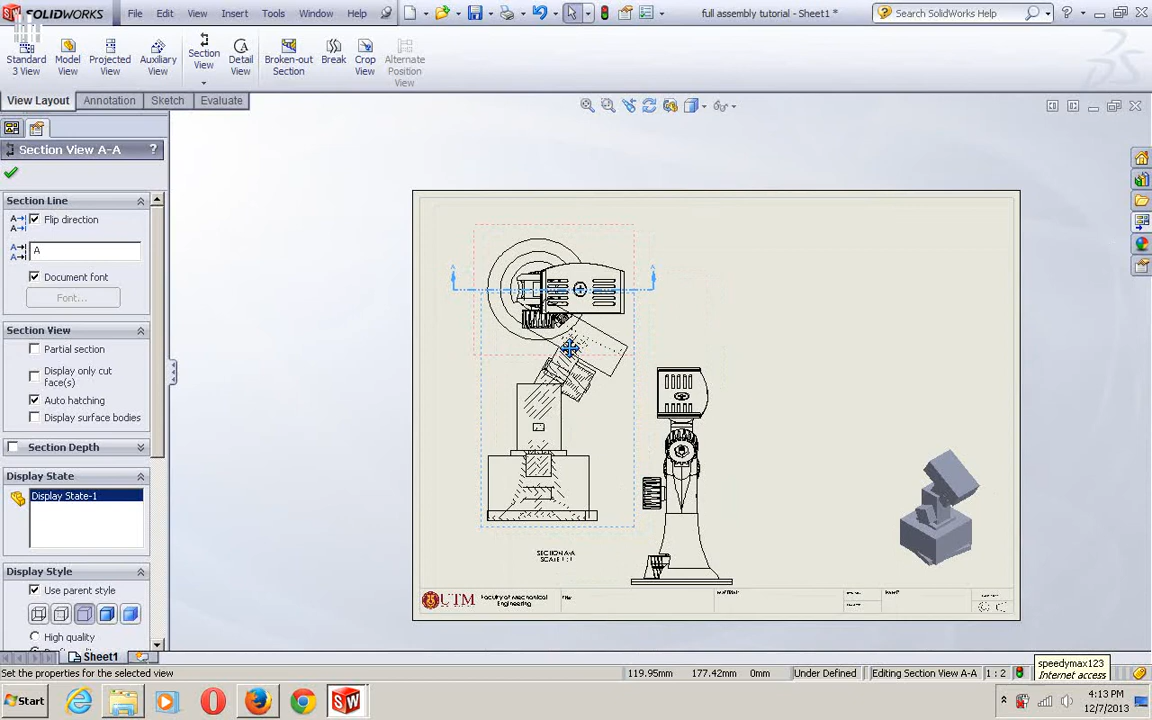 SOLIDWORKS
File Edit View Insert Tools Window Help
full assembly tutorial - Sheet1 *
Search SolidWorks Help
Standard 3 View
Model View
Projected View
Auxiliary View
Section View
Detail View
Broken-out Section
Break
Crop View
Alternate Position View
View Layout Annotation Sketch Evaluate
Section View A-A ?
Section Line
Flip direction
A
Document font
Font...
Section View
Partial section
Display only cut face(s)
Auto hatching
Display surface bodies
Section Depth
Display State
Display State-1
Display Style
Use parent style
High quality
A A
SECTION A-A
SCALE 1 : 1
UTM
Faculty of Mechanical
Engineering
Sheet1
Set the properties for the selected view
119.95mm 177.42mm 0mm Under Defined Editing Section View A-A 1 : 2
speedymax123
Internet access
Start
4:13 PM
12/7/2013